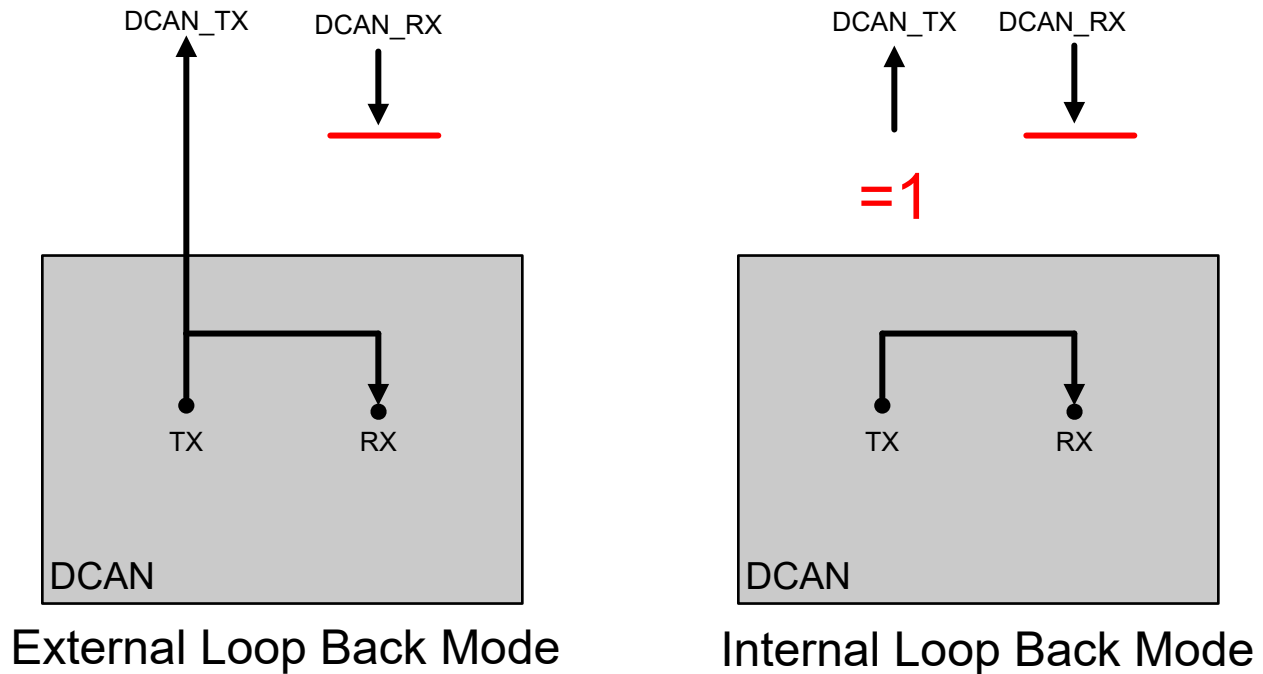 DCAN_TX
DCAN_RX
TX
RX
DCAN
External Loop Back Mode
DCAN_TX
DCAN_RX
=1
TX
RX
DCAN
Internal Loop Back Mode